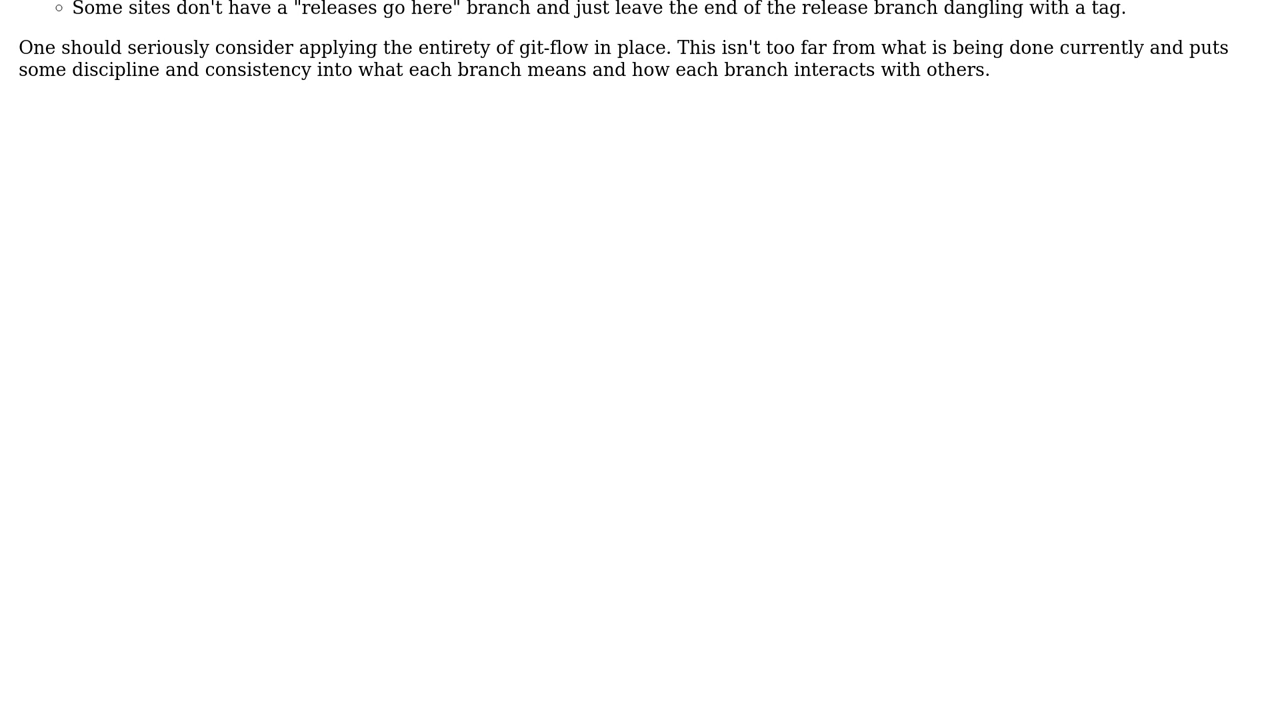 Some sites don't have a "releases go here" branch and just leave the end of the release branch dangling with a tag.
One should seriously consider applying the entirety of git-flow in place. This isn't too far from what is being done currently and puts
some discipline and consistency into what each branch means and how each branch interacts with others.